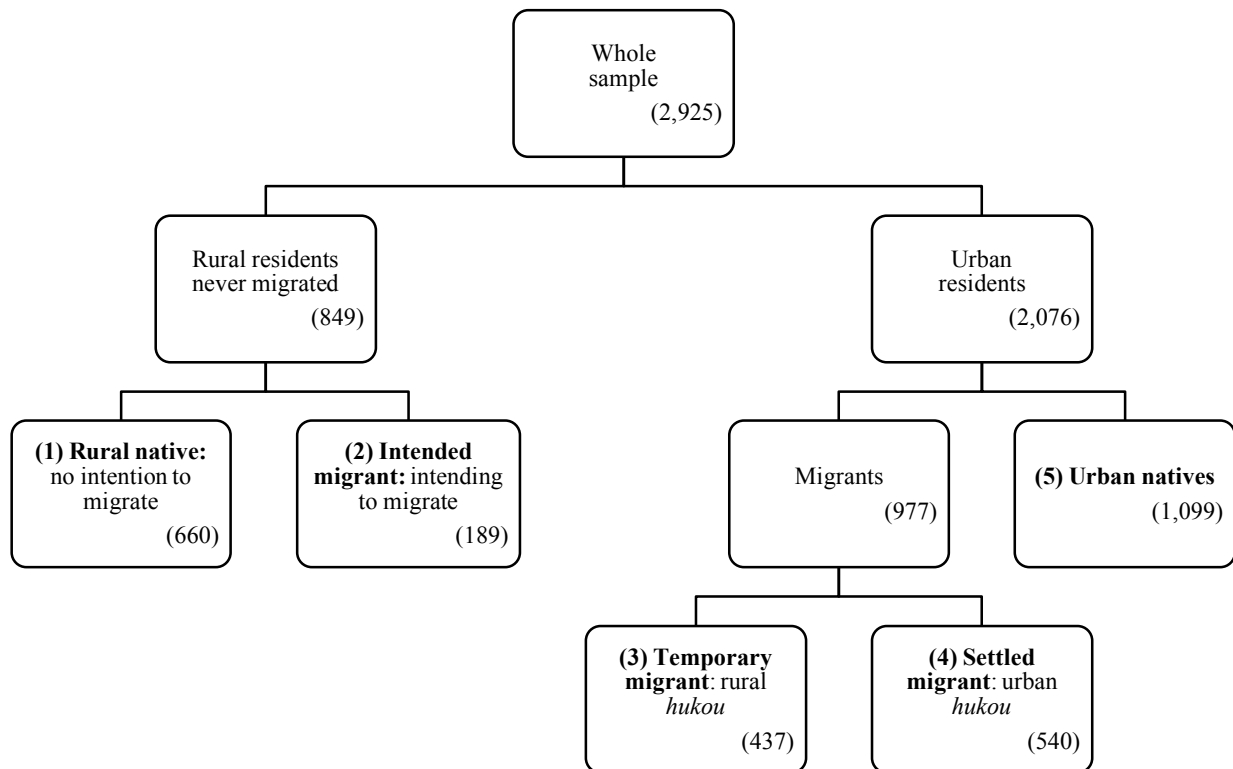 Whole
sample
(2,925)
Rural residents
never migrated
(849)
Urban
residents
(2,076)
(1) Rural native:
no intention to
migrate
(660)
(2) Intended
migrant: intending
to migrate
(189)
Migrants
(977)
(5) Urban natives
(1,099)
(3) Temporary
migrant: rural
hukou
(437)
(4) Settled
migrant: urban
hukou
(540)